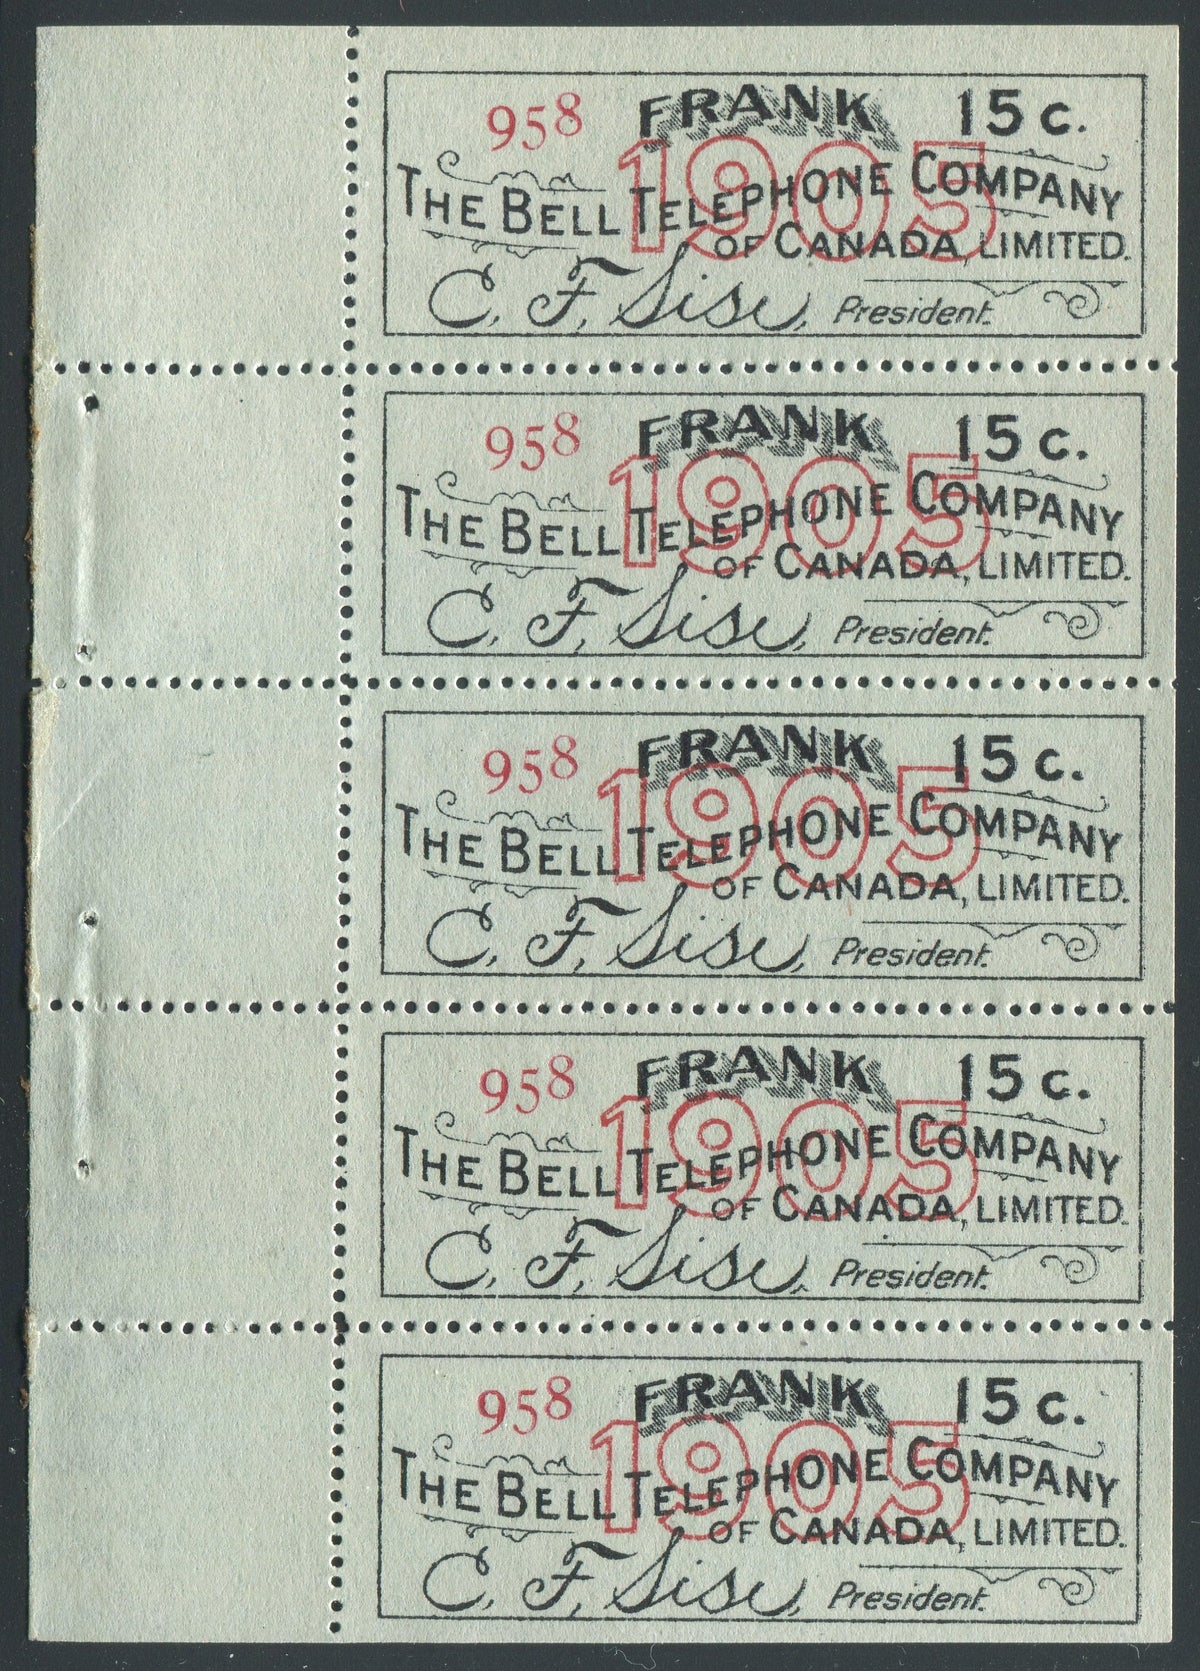 958 FRANK 15 c.
1905
THE BELL TELEPHONE COMPANY
OF CANADA, LIMITED.
C. F. Sise, President.
958 FRANK 15 c.
1905
THE BELL TELEPHONE COMPANY
OF CANADA, LIMITED.
C. F. Sise, President.
958 FRANK 15 c.
1905
THE BELL TELEPHONE COMPANY
OF CANADA, LIMITED.
C. F. Sise, President.
958 FRANK 15 c.
1905
THE BELL TELEPHONE COMPANY
OF CANADA, LIMITED.
C. F. Sise, President.
958 FRANK 15 c.
1905
THE BELL TELEPHONE COMPANY
OF CANADA, LIMITED.
C. F. Sise, President.